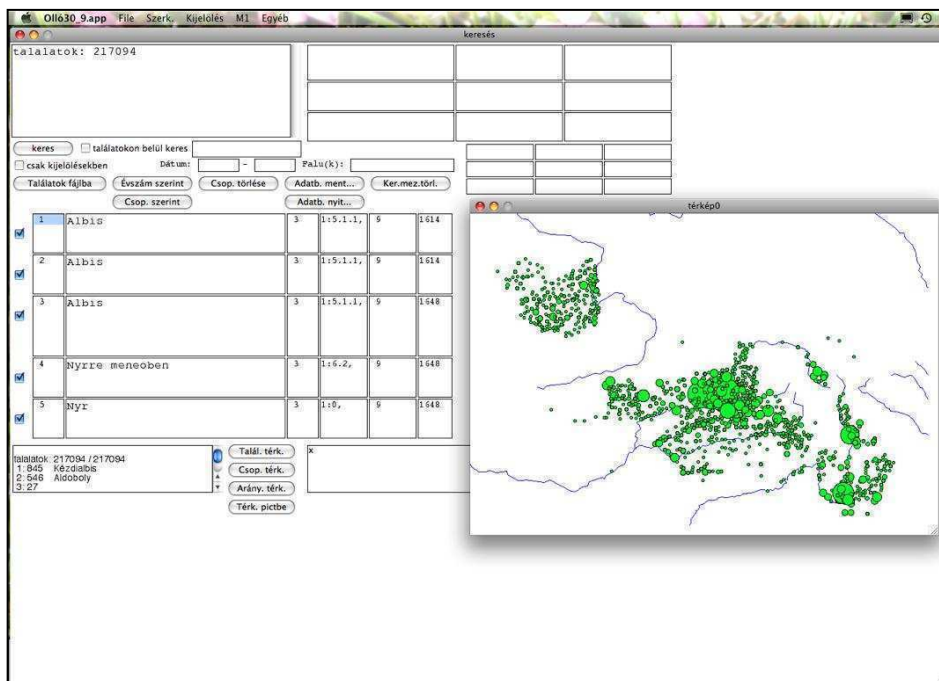 Olló30_9.app File Szerk. Kijelölés M1 Egyéb
keresés
talalatok: 217094
keres találatokon belül keres
csak kijelölésekben Dátum: - Falu(k):
Találatok fájlba Évszám szerint Csop. törlése Adatb. ment... Ker.mez.törl.
Csop. szerint Adatb. nyit...
térkép0
1 Albis 3 1:5.1.1, 9 1614
2 Albis 3 1:5.1.1, 9 1614
3 Albis 3 1:5.1.1, 9 1648
4 Nyrre meneoben 3 1:6.2, 9 1648
5 Nyr 3 1:0, 9 1648
talalatok: 217094 / 217094
1:845 Kézdialbis
2:646 Aldoboly
3:27
Talál. térk.
Csop. térk.
Arány. térk.
Térk. pictbe
x